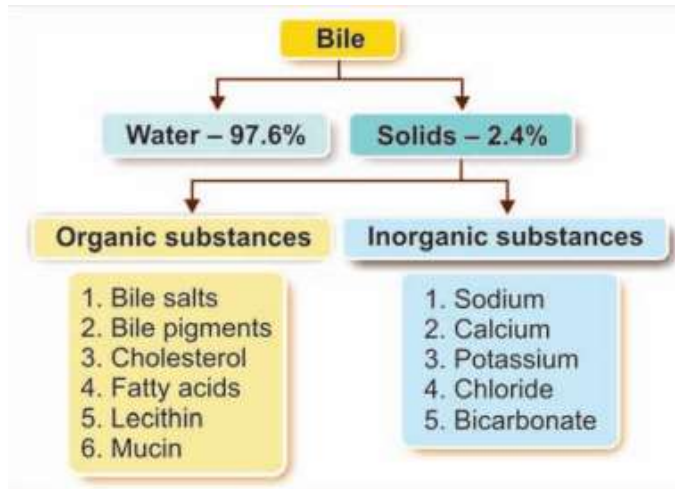 Bile
Water – 97.6%
Solids – 2.4%
Organic substances
1. Bile salts
2. Bile pigments
3. Cholesterol
4. Fatty acids
5. Lecithin
6. Mucin
Inorganic substances
1. Sodium
2. Calcium
3. Potassium
4. Chloride
5. Bicarbonate